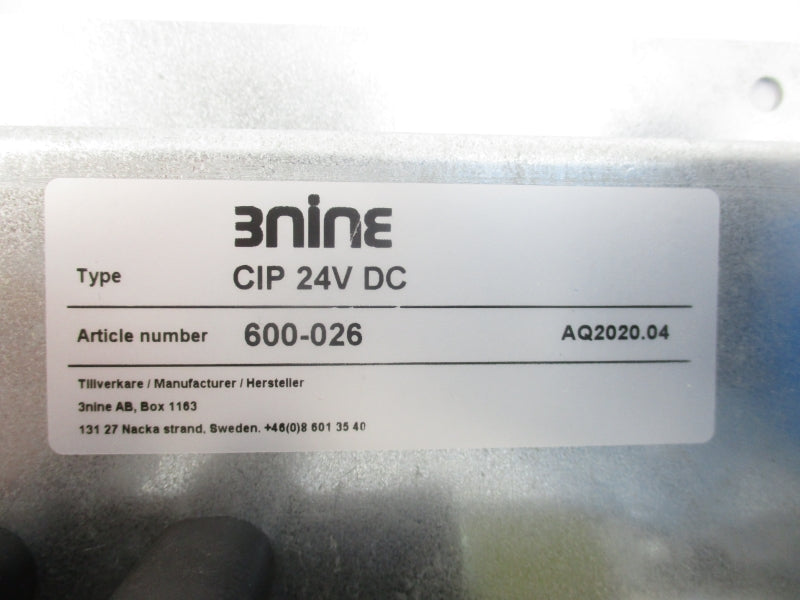 3nine
Type CIP 24V DC
Article number 600-026 AQ2020.04
Tillverkare / Manufacturer / Hersteller
3nine AB, Box 1163
131 27 Nacka strand, Sweden. +46(0)8 601 35 40